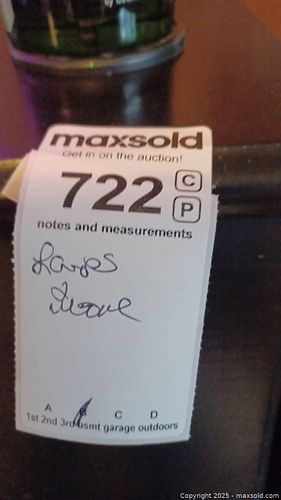 maxsold
Get in on the auction!
722 C
P
notes and measurements
A C D
1st 2nd 3rd bsmt garage outdoors
Copyright © 2025 - maxsold.com